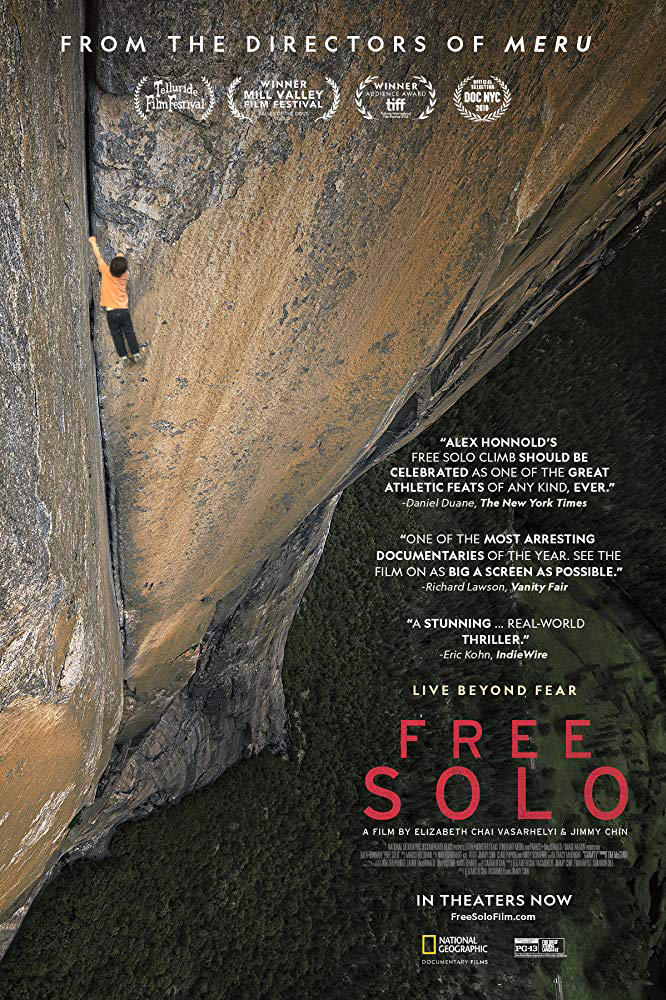 FROM THE DIRECTORS OF MERU
Telluride
FilmFestival
WINNER
MILL VALLEY
FILM FESTIVAL
WINNER
AUDIENCE AWARD
tiff
OFFICIAL
SELECTION
DOC NYC
2018
“ALEX HONNOLD’S
FREE SOLO CLIMB SHOULD BE
CELEBRATED AS ONE OF THE GREAT
ATHLETIC FEATS OF ANY KIND, EVER.”
-Daniel Duane, The New York Times
“ONE OF THE MOST ARRESTING
DOCUMENTARIES OF THE YEAR. SEE THE
FILM ON AS BIG A SCREEN AS POSSIBLE.”
-Richard Lawson, Vanity Fair
“A STUNNING ... REAL-WORLD
THRILLER.”
-Eric Kohn, IndieWire
LIVE BEYOND FEAR
FREE
SOLO
A FILM BY ELIZABETH CHAI VASARHELYI & JIMMY CHIN
IN THEATERS NOW
FreeSoloFilm.com
NATIONAL
GEOGRAPHIC
DOCUMENTARY FILMS
PG-13